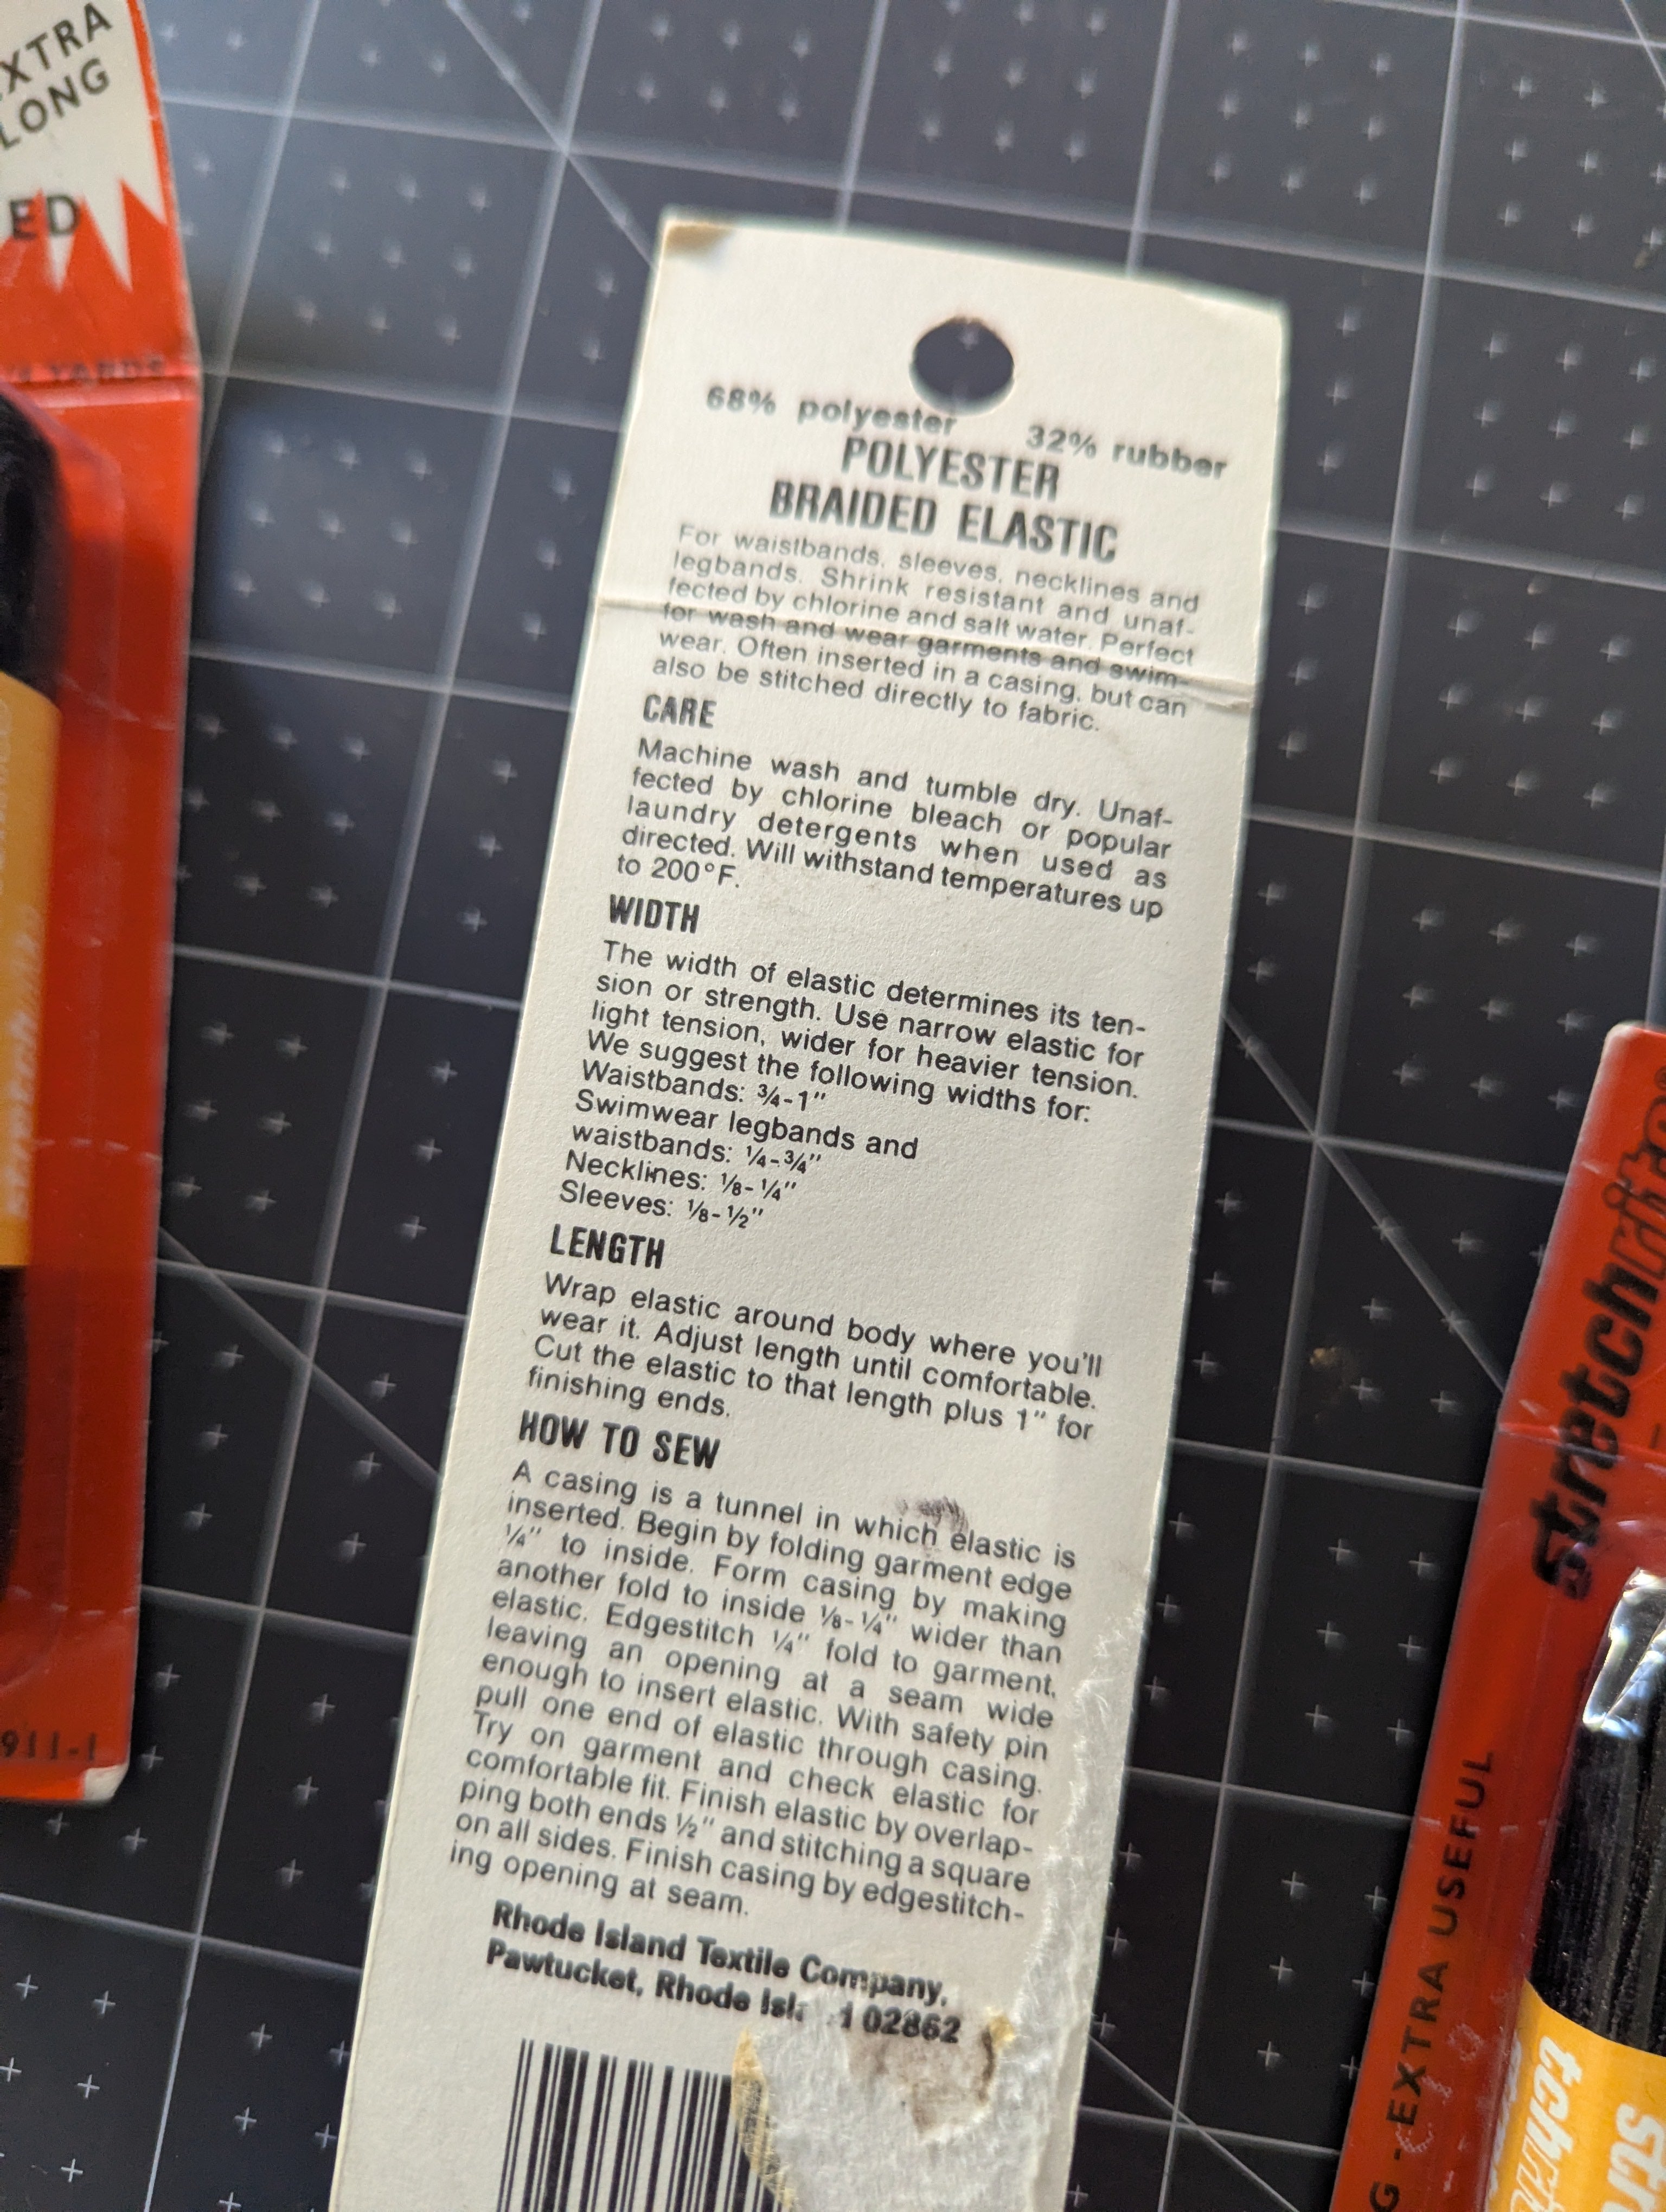 EXTRA
LONG
ED
911-1
68% polyester 32% rubber
POLYESTER
BRAIDED ELASTIC
For waistbands, sleeves, necklines and
legbands. Shrink resistant and unaf-
fected by chlorine and salt water. Perfect
for wash and wear garments and swim-
wear. Often inserted in a casing, but can
also be stitched directly to fabric.
CARE
Machine wash and tumble dry. Unaf-
fected by chlorine bleach or popular
laundry detergents when used as
directed. Will withstand temperatures up
to 200°F.
WIDTH
The width of elastic determines its ten-
sion or strength. Use narrow elastic for
light tension, wider for heavier tension.
We suggest the following widths for:
Waistbands: ¾-1"
Swimwear legbands and
waistbands: ¼-¾"
Necklines: ⅛-¼"
Sleeves: ⅛-½"
LENGTH
Wrap elastic around body where you'll
wear it. Adjust length until comfortable.
Cut the elastic to that length plus 1" for
finishing ends.
HOW TO SEW
A casing is a tunnel in which elastic is
inserted. Begin by folding garment edge
¼" to inside. Form casing by making
another fold to inside ⅛-¼" wider than
elastic. Edgestitch ¼" fold to garment,
leaving an opening at a seam wide
enough to insert elastic. With safety pin
pull one end of elastic through casing.
Try on garment and check elastic for
comfortable fit. Finish elastic by overlap-
ping both ends ½" and stitching a square
on all sides. Finish casing by edgestitch-
ing opening at seam.
Rhode Island Textile Company,
Pawtucket, Rhode Island 02862
stretchrite®
G - EXTRA USEFUL